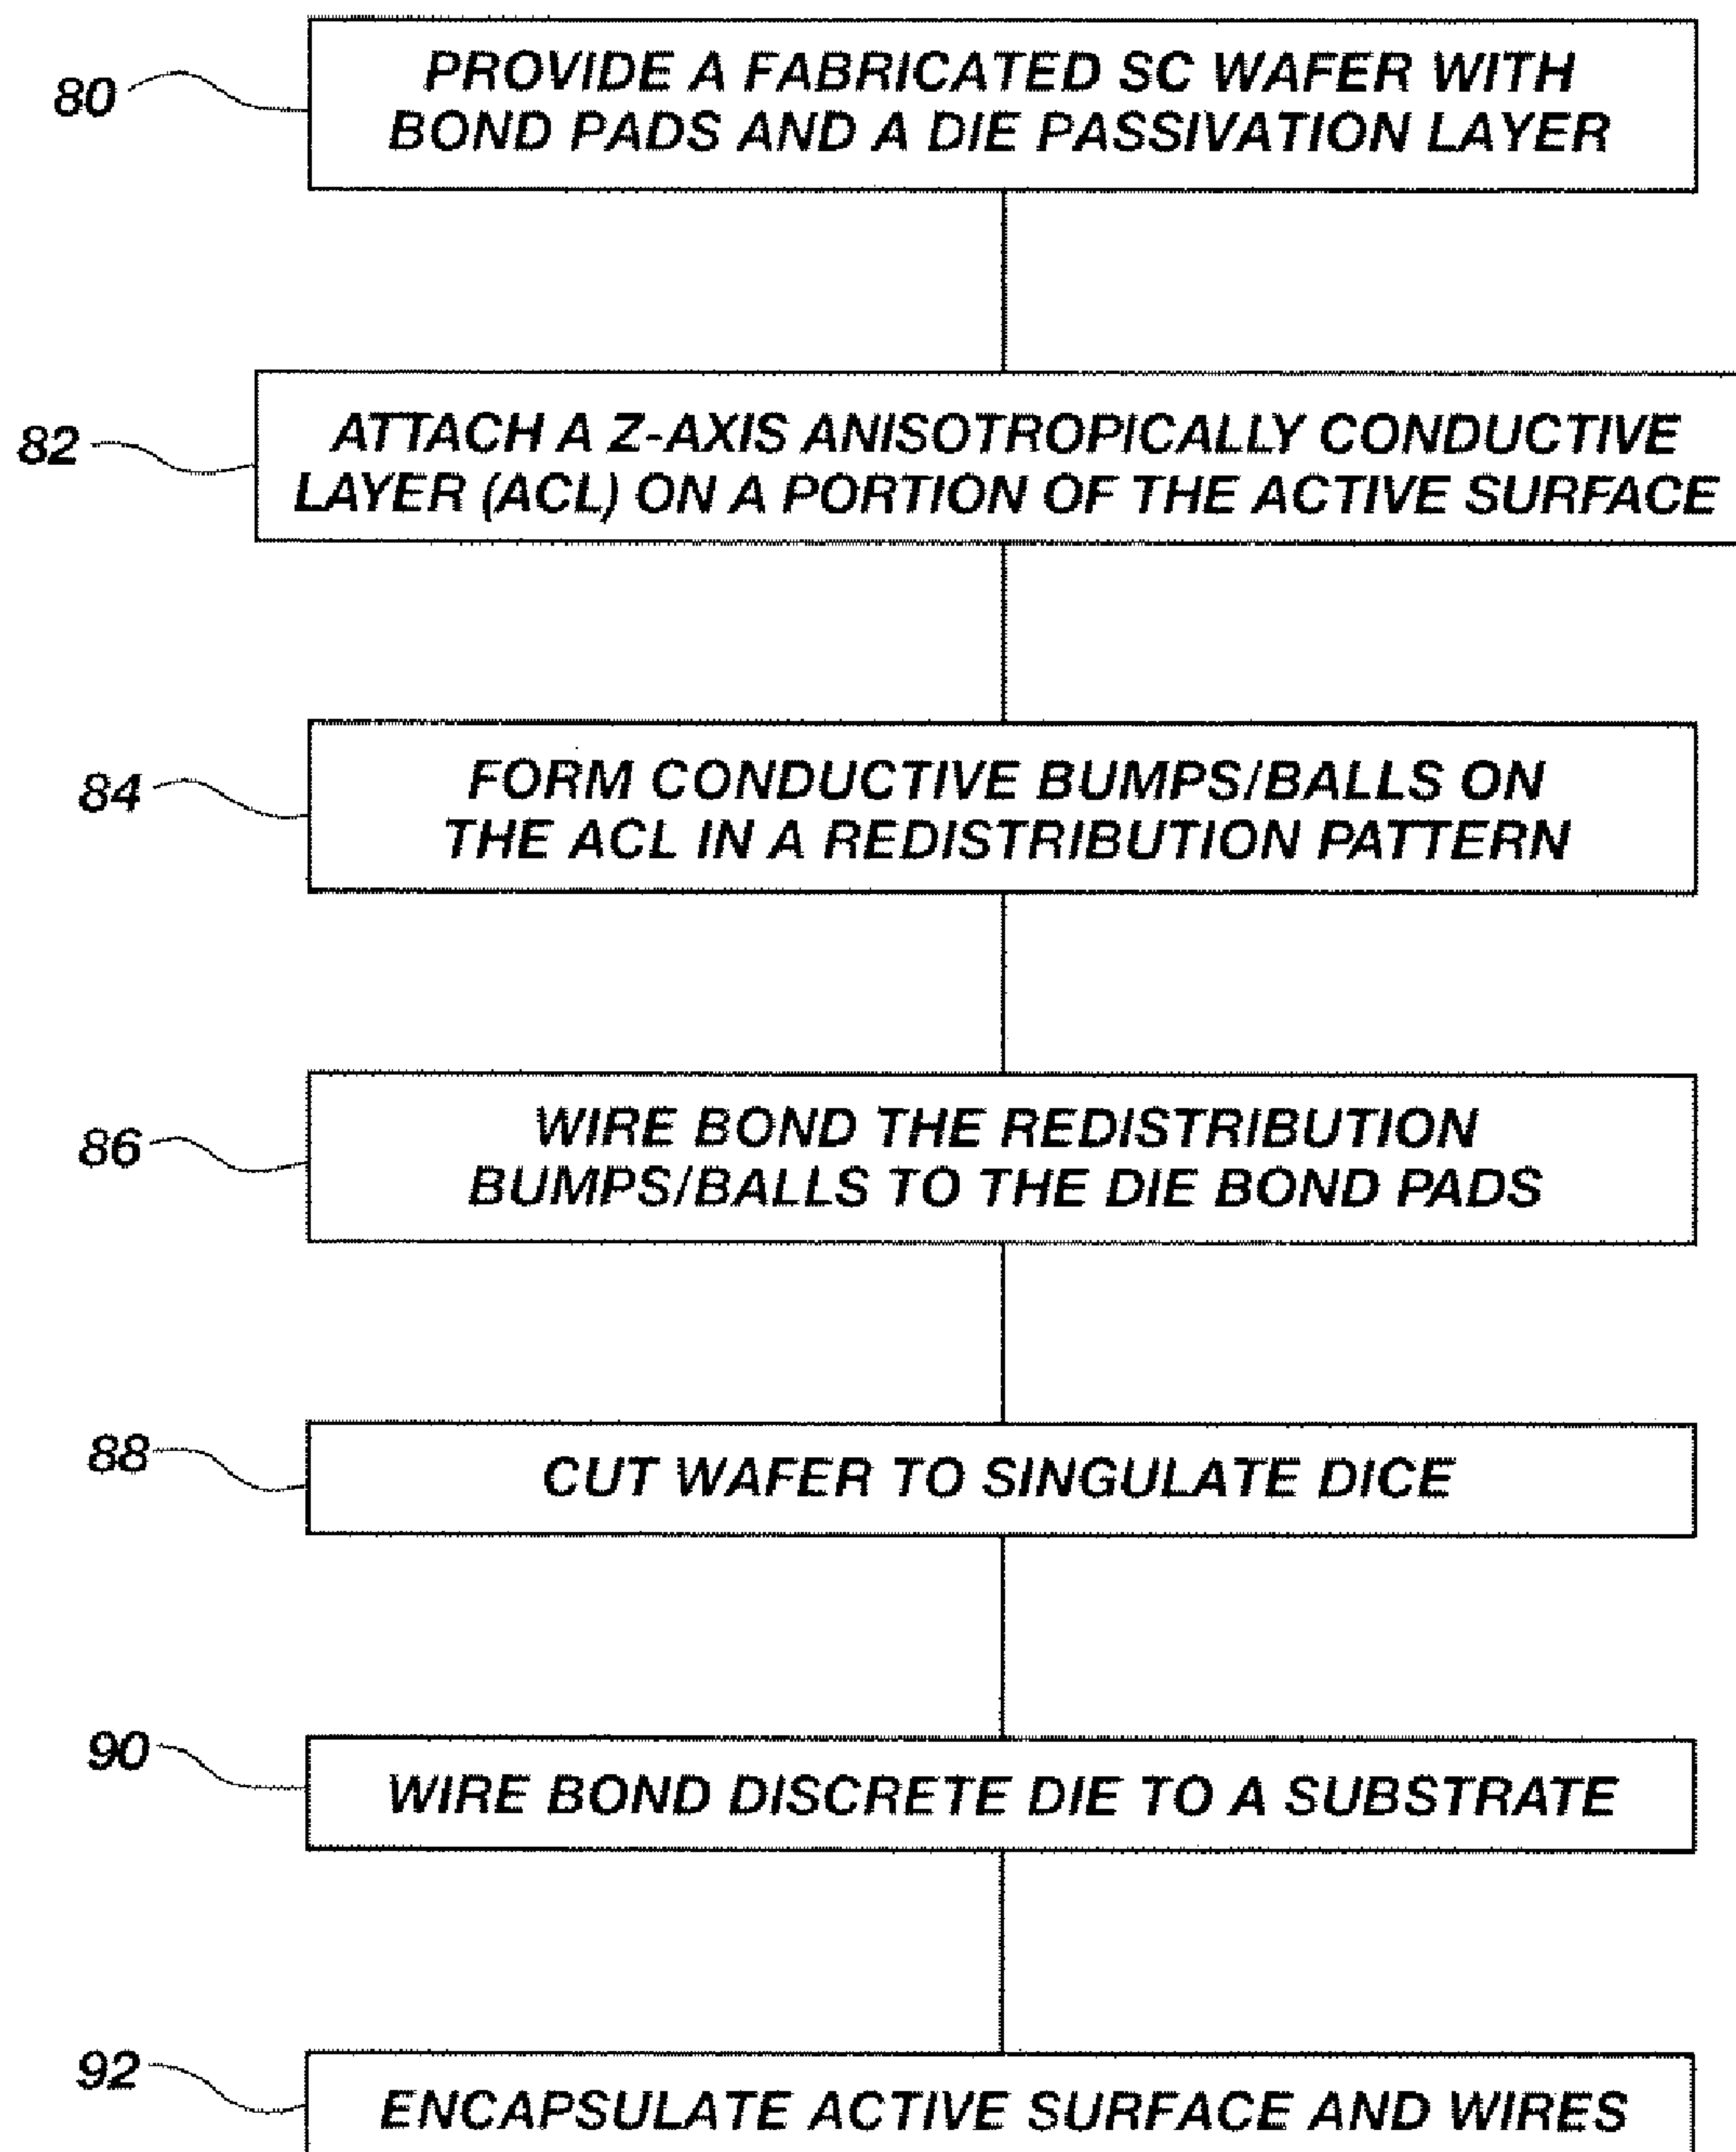 80
PROVIDE A FABRICATED SC WAFER WITH
BOND PADS AND A DIE PASSIVATION LAYER
82
ATTACH A Z-AXIS ANISOTROPICALLY CONDUCTIVE
LAYER (ACL) ON A PORTION OF THE ACTIVE SURFACE
84
FORM CONDUCTIVE BUMPS/BALLS ON
THE ACL IN A REDISTRIBUTION PATTERN
86
WIRE BOND THE REDISTRIBUTION
BUMPS/BALLS TO THE DIE BOND PADS
88
CUT WAFER TO SINGULATE DICE
90
WIRE BOND DISCRETE DIE TO A SUBSTRATE
92
ENCAPSULATE ACTIVE SURFACE AND WIRES